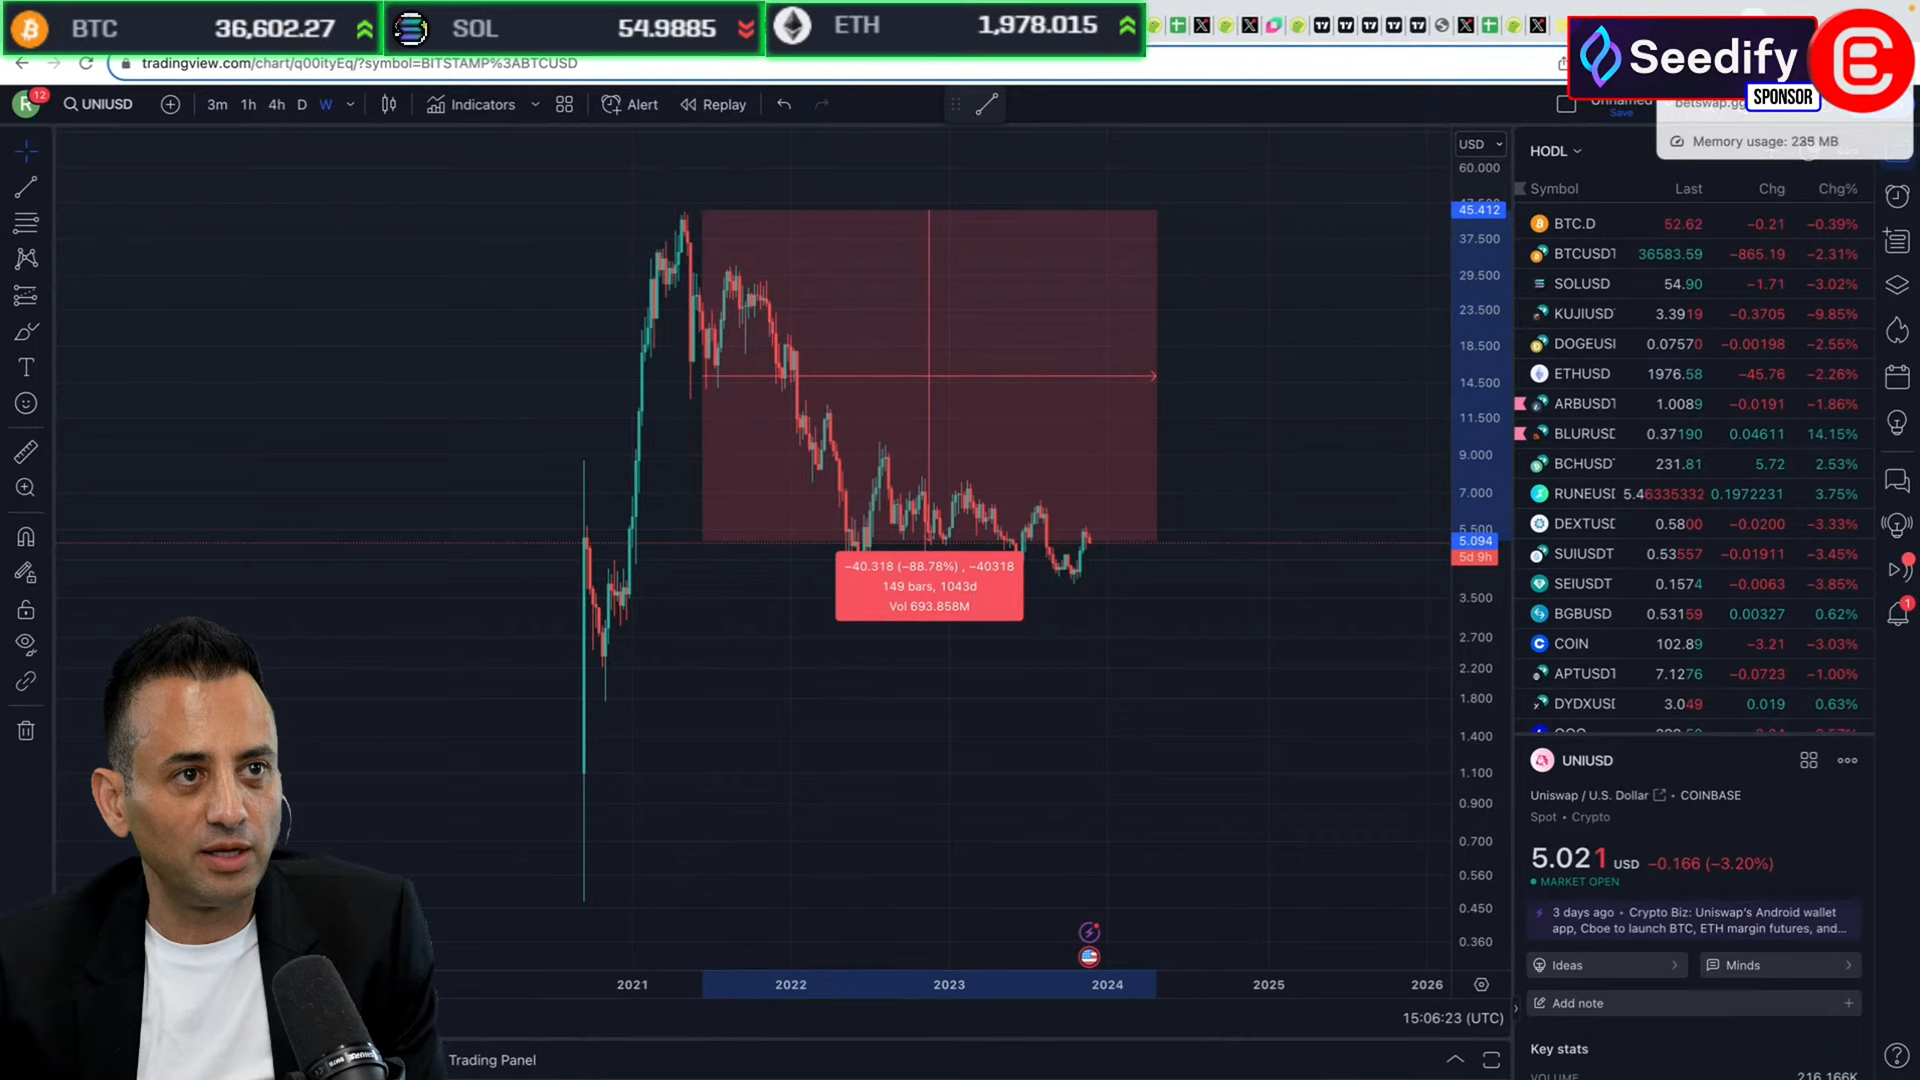 BTC 36,602.27
SOL 54.9885
ETH 1,978.015
Seedify
SPONSOR
tradingview.com/chart/q00ityEq/?symbol=BITSTAMP%3ABTCUSD
betswap.gg
Memory usage: 235 MB
R 12
UNIUSD 3m 1h 4h D W Indicators Alert Replay
Unnamed
Save
USD
60.000
45.412
37.500
29.500
23.500
18.500
14.500
11.500
9.000
7.000
5.500
5.094
5d 9h
3.500
2.700
2.200
1.800
1.400
1.100
0.900
0.700
0.560
0.450
0.360
−40.318 (−88.78%) , −40318
149 bars, 1043d
Vol 693.858M
2021 2022 2023 2024 2025 2026
15:06:23 (UTC)
Trading Panel
HODL
Symbol Last Chg Chg%
BTC.D 52.62 −0.21 −0.39%
BTCUSDT 36583.59 −865.19 −2.31%
SOLUSD 54.90 −1.71 −3.02%
KUJIUSD 3.3919 −0.3705 −9.85%
DOGEUSI 0.07570 −0.00198 −2.55%
ETHUSD 1976.58 −45.76 −2.26%
ARBUSDT 1.0089 −0.0191 −1.86%
BLURUSD 0.37190 0.04611 14.15%
BCHUSD 231.81 5.72 2.53%
RUNEUSD 5.46335332 0.1972221 3.75%
DEXTUSD 0.5800 −0.0200 −3.33%
SUIUSDT 0.53557 −0.01911 −3.45%
SEIUSDT 0.1574 −0.0063 −3.85%
BGBUSD 0.53159 0.00327 0.62%
COIN 102.89 −3.21 −3.03%
APTUSDT 7.1276 −0.0723 −1.00%
DYDXUSD 3.049 0.019 0.63%
UNIUSD
Uniswap / U.S. Dollar • COINBASE
Spot • Crypto
5.021 USD −0.166 (−3.20%)
MARKET OPEN
3 days ago • Crypto Biz: Uniswap's Android wallet
app, Cboe to launch BTC, ETH margin futures, and...
Ideas
Minds
Add note
Key stats
1